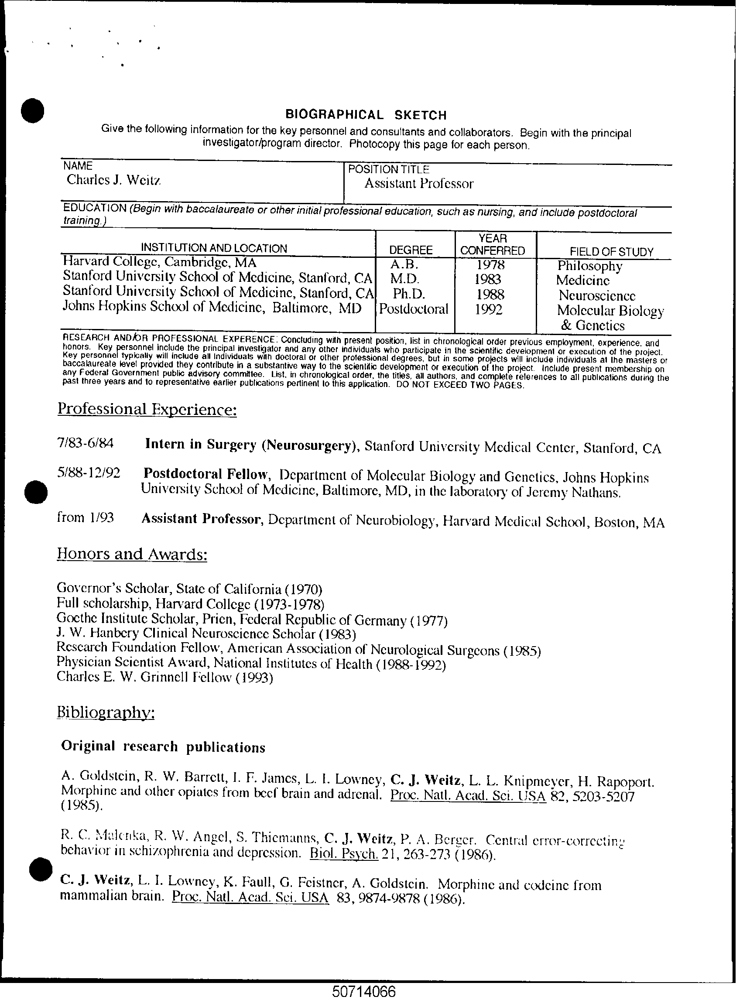 BIOGRAPHICAL SKETCH
Give the following information for the key personnel and consultants and collaborators. Begin with the principal
investigator/program director. Photocopy this page for each person.
NAME
Charles J. Weitz
POSITION TITLE
Assistant Professor
EDUCATION (Begin with baccalaureate or other initial professional education, such as nursing, and include postdoctoral
training.)
INSTITUTION AND LOCATION DEGREE YEAR CONFERRED FIELD OF STUDY
Harvard College, Cambridge, MA A.B. 1978 Philosophy
Stanford University School of Medicine, Stanford, CA M.D. 1983 Medicine
Stanford University School of Medicine, Stanford, CA Ph.D. 1988 Neuroscience
Johns Hopkins School of Medicine, Baltimore, MD Postdoctoral 1992 Molecular Biology
& Genetics
RESEARCH AND/OR PROFESSIONAL EXPERENCE: Concluding with present position, list in chronological order previous employment, experience, and
honors. Key personnel include the principal investigator and any other individuals who participate in the scientific development or execution of the project.
Key personnel typically will include all individuals with doctoral or other professional degrees, but in some projects will include individuals at the masters or
baccalaureate level provided they contribute in a substantive way to the scientific development or execution of the project. Include present membership on
any Federal Government public advisory committee. List, in chronological order, the titles, all authors, and complete references to all publications during the
past three years and to representative earlier publications pertinent to this application. DO NOT EXCEED TWO PAGES.
Professional Experience:
7/83-6/84 Intern in Surgery (Neurosurgery), Stanford University Medical Center, Stanford, CA
5/88-12/92 Postdoctoral Fellow, Department of Molecular Biology and Genetics, Johns Hopkins
University School of Medicine, Baltimore, MD, in the laboratory of Jeremy Nathans.
from 1/93 Assistant Professor, Department of Neurobiology, Harvard Medical School, Boston, MA
Honors and Awards:
Governor's Scholar, State of California (1970)
Full scholarship, Harvard College (1973-1978)
Goethe Institute Scholar, Prien, Federal Republic of Germany (1977)
J. W. Hanbery Clinical Neuroscience Scholar (1983)
Research Foundation Fellow, American Association of Neurological Surgeons (1985)
Physician Scientist Award, National Institutes of Health (1988-1992)
Charles E. W. Grinnell Fellow (1993)
Bibliography:
Original research publications
A. Goldstein, R. W. Barrett, I. F. James, L. I. Lowney, C. J. Weitz, L. L. Knipmeyer, H. Rapoport.
Morphine and other opiates from beef brain and adrenal. Proc. Natl. Acad. Sci. USA 82, 5203-5207
(1985).
R. C. Malenka, R. W. Angel, S. Thiemanns, C. J. Weitz, P. A. Berger. Central error-correcting
behavior in schizophrenia and depression. Biol. Psych. 21, 263-273 (1986).
C. J. Weitz, L. I. Lowney, K. Faull, G. Feistner, A. Goldstein. Morphine and codeine from
mammalian brain. Proc. Natl. Acad. Sci. USA 83, 9874-9878 (1986).
50714066